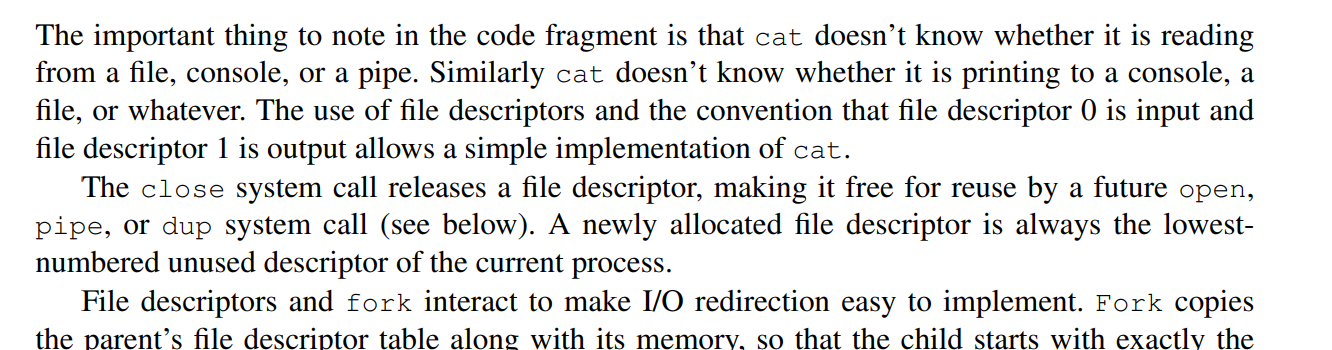 The important thing to note in the code fragment is that cat doesn’t know whether it is reading
from a file, console, or a pipe. Similarly cat doesn’t know whether it is printing to a console, a
file, or whatever. The use of file descriptors and the convention that file descriptor 0 is input and
file descriptor 1 is output allows a simple implementation of cat.
The close system call releases a file descriptor, making it free for reuse by a future open,
pipe, or dup system call (see below). A newly allocated file descriptor is always the lowest-
numbered unused descriptor of the current process.
File descriptors and fork interact to make I/O redirection easy to implement. Fork copies
the parent’s file descriptor table along with its memory, so that the child starts with exactly the